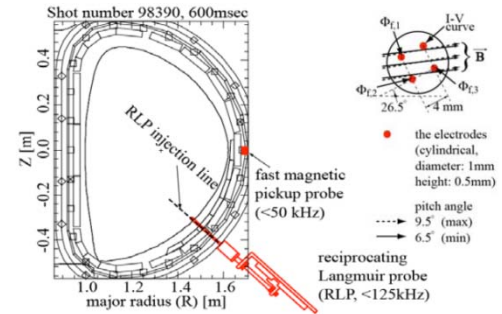 Shot number 98390, 600msec
0.4
0.2
0.0
-0.2
-0.4
Z [m]
RLP injection line
1.0 1.2 1.4 1.6
major radius (R) [m]
fast magnetic
pickup probe
(<50 kHz)
reciprocating
Langmuir probe
(RLP, <125kHz)
Φf,1
I-V
curve
B
Φf,2
Φf,3
26.5°
4 mm
the electrodes
(cylindrical,
diameter: 1mm
height: 0.5mm)
pitch angle
9.5° (max)
6.5° (min)